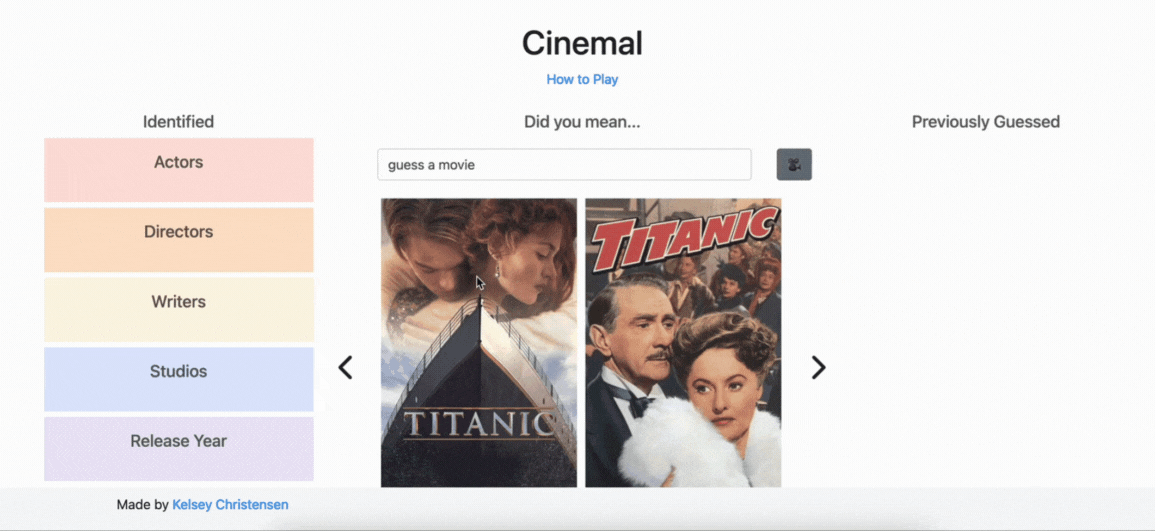 Cinemal
How to Play
Identified
Did you mean...
Previously Guessed
Actors
guess a movie
Directors
Writers
Studios
Release Year
TITANIC
TITANIC
Made by Kelsey Christensen